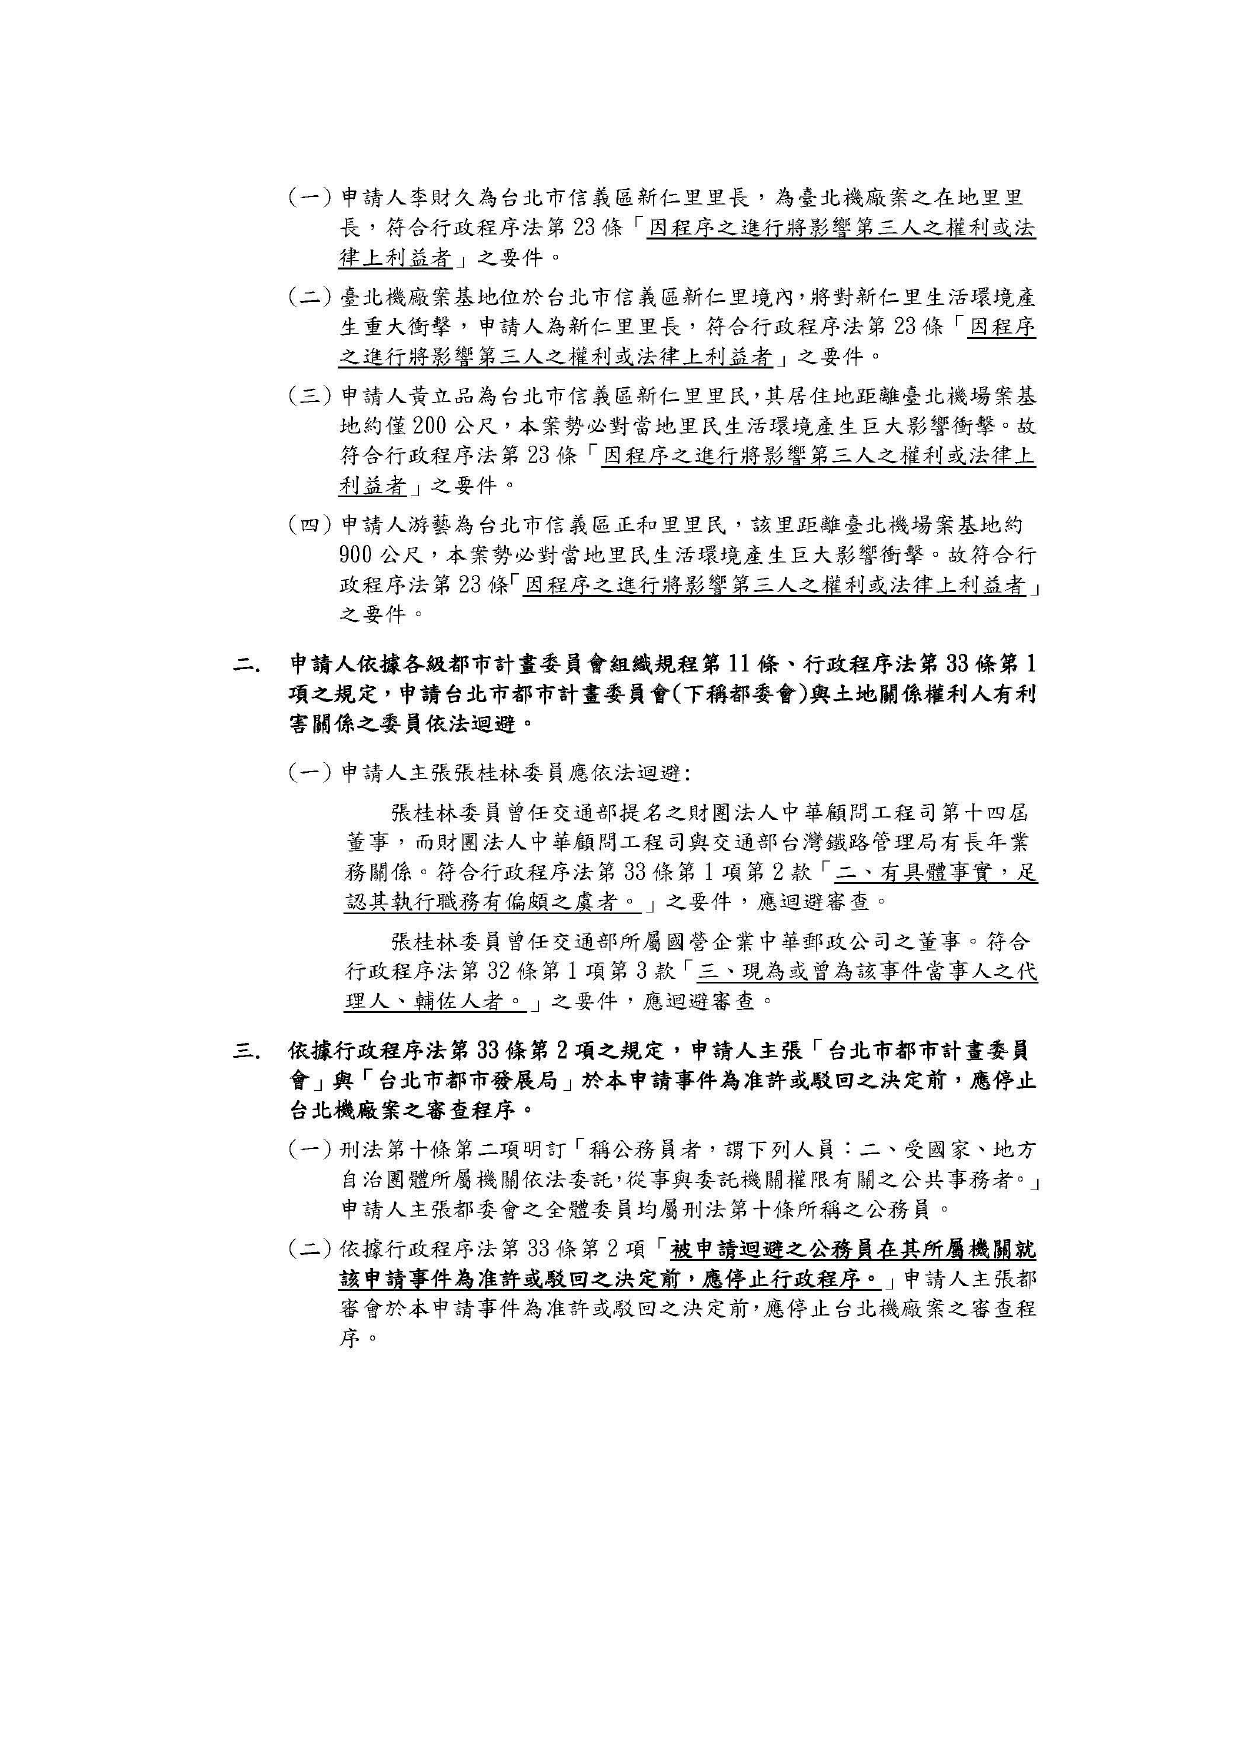 (一)申請人李財久為台北市信義區新仁里里長，為臺北機廠案之在地里里
長，符合行政程序法第 23 條「因程序之進行將影響第三人之權利或法
律上利益者」之要件。
(二)臺北機廠案基地位於台北市信義區新仁里境內，將對新仁里生活環境產
生重大衝擊，申請人為新仁里里長，符合行政程序法第 23 條「因程序
之進行將影響第三人之權利或法律上利益者」之要件。
(三)申請人黃立品為台北市信義區新仁里里民，其居住地距離臺北機場案基
地約僅 200 公尺，本案勢必對當地里民生活環境產生巨大影響衝擊。故
符合行政程序法第 23 條「因程序之進行將影響第三人之權利或法律上
利益者」之要件。
(四)申請人游藝為台北市信義區正和里里民，該里距離臺北機場案基地約
900 公尺，本案勢必對當地里民生活環境產生巨大影響衝擊。故符合行
政程序法第 23 條「因程序之進行將影響第三人之權利或法律上利益者」
之要件。
二. 申請人依據各級都市計畫委員會組織規程第 11 條、行政程序法第 33 條第 1
項之規定，申請台北市都市計畫委員會(下稱都委會)與土地關係權利人有利
害關係之委員依法迴避。
(一)申請人主張張桂林委員應依法迴避:
張桂林委員曾任交通部提名之財團法人中華顧問工程司第十四屆
董事，而財團法人中華顧問工程司與交通部台灣鐵路管理局有長年業
務關係。符合行政程序法第 33 條第 1 項第 2 款「二、有具體事實，足
認其執行職務有偏頗之虞者。」之要件，應迴避審查。
張桂林委員曾任交通部所屬國營企業中華郵政公司之董事。符合
行政程序法第 32 條第 1 項第 3 款「三、現為或曾為該事件當事人之代
理人、輔佐人者。」之要件，應迴避審查。
三. 依據行政程序法第 33 條第 2 項之規定，申請人主張「台北市都市計畫委員
會」與「台北市都市發展局」於本申請事件為准許或駁回之決定前，應停止
台北機廠案之審查程序。
(一)刑法第十條第二項明訂「稱公務員者，謂下列人員：二、受國家、地方
自治團體所屬機關依法委託，從事與委託機關權限有關之公共事務者。」
申請人主張都委會之全體委員均屬刑法第十條所稱之公務員。
(二)依據行政程序法第 33 條第 2 項「被申請迴避之公務員在其所屬機關就
該申請事件為准許或駁回之決定前，應停止行政程序。」申請人主張都
審會於本申請事件為准許或駁回之決定前，應停止台北機廠案之審查程
序。